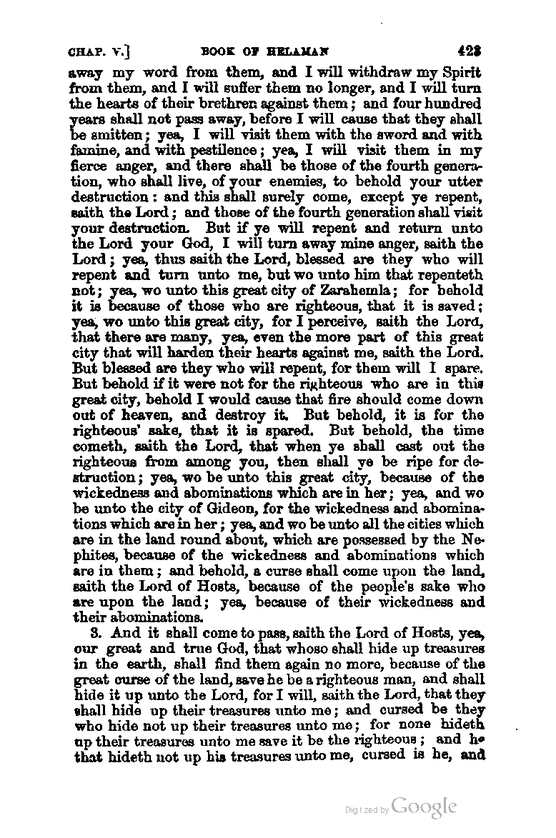 CHAP. V.] BOOK OF HELAMAN 423
away my word from them, and I will withdraw my Spirit
from them, and I will suffer them no longer, and I will turn
the hearts of their brethren against them; and four hundred
years shall not pass away, before I will cause that they shall
be smitten; yea, I will visit them with the sword and with
famine, and with pestilence; yea, I will visit them in my
fierce anger, and there shall be those of the fourth genera-
tion, who shall live, of your enemies, to behold your utter
destruction: and this shall surely come, except ye repent,
saith the Lord; and those of the fourth generation shall visit
your destruction. But if ye will repent and return unto
the Lord your God, I will turn away mine anger, saith the
Lord; yea, thus saith the Lord, blessed are they who will
repent and turn unto me, but wo unto him that repenteth
not; yea, wo unto this great city of Zarahemla; for behold
it is because of those who are righteous, that it is saved;
yea, wo unto this great city, for I perceive, saith the Lord,
that there are many, yea, even the more part of this great
city that will harden their hearts against me, saith the Lord.
But blessed are they who will repent, for them will I spare.
But behold if it were not for the righteous who are in this
great city, behold I would cause that fire should come down
out of heaven, and destroy it. But behold, it is for the
righteous' sake, that it is spared. But behold, the time
cometh, saith the Lord, that when ye shall cast out the
righteous from among you, then shall ye be ripe for de-
struction; yea, wo be unto this great city, because of the
wickedness and abominations which are in her; yea, and wo
be unto the city of Gideon, for the wickedness and abomina-
tions which are in her; yea, and wo be unto all the cities which
are in the land round about, which are possessed by the Ne-
phites, because of the wickedness and abominations which
are in them; and behold, a curse shall come upon the land,
saith the Lord of Hosts, because of the people's sake who
are upon the land; yea, because of their wickedness and
their abominations.
3. And it shall come to pass, saith the Lord of Hosts, yea,
our great and true God, that whoso shall hide up treasures
in the earth, shall find them again no more, because of the
great curse of the land, save he be a righteous man, and shall
hide it up unto the Lord, for I will, saith the Lord, that they
shall hide up their treasures unto me; and cursed be they
who hide not up their treasures unto me; for none hideth
up their treasures unto me save it be the righteous; and he
that hideth not up his treasures unto me, cursed is he, and
Digitized by Google